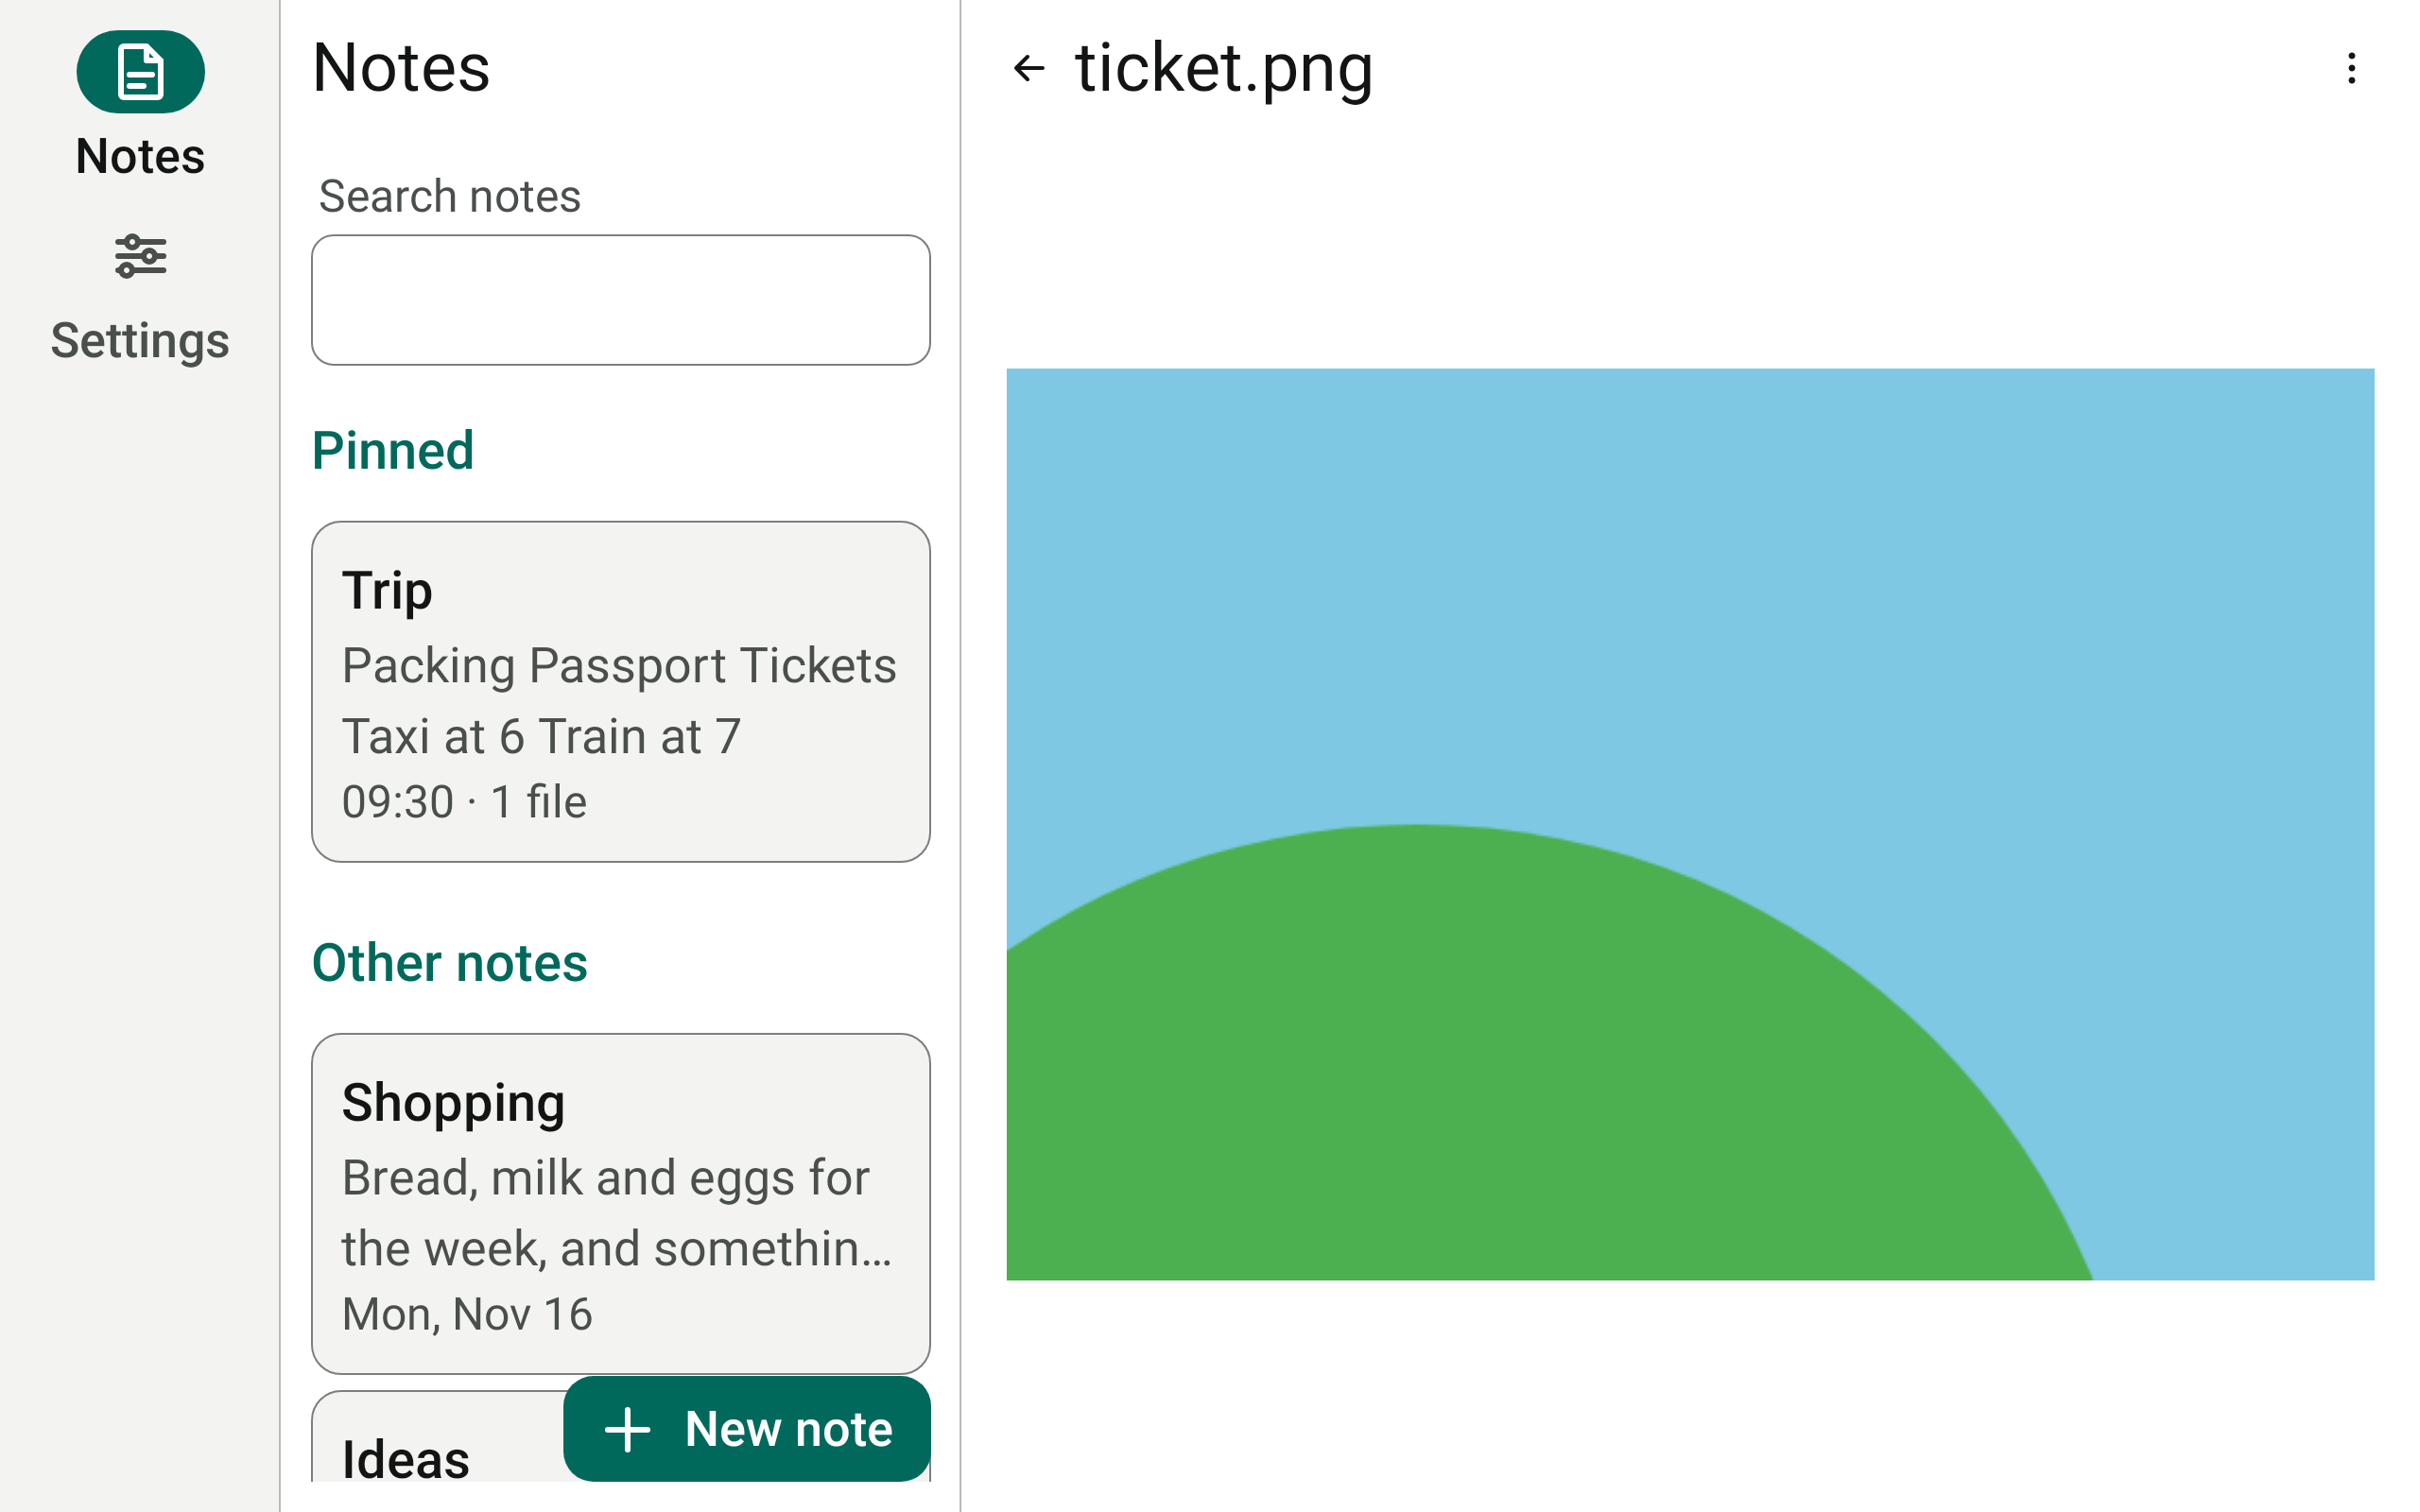 Notes
Settings
Notes
Search notes
Pinned
Trip
Packing Passport Tickets
Taxi at 6 Train at 7
09:30 · 1 file
Other notes
Shopping
Bread, milk and eggs for
the week, and somethin…
Mon, Nov 16
Ideas
New note
ticket.png